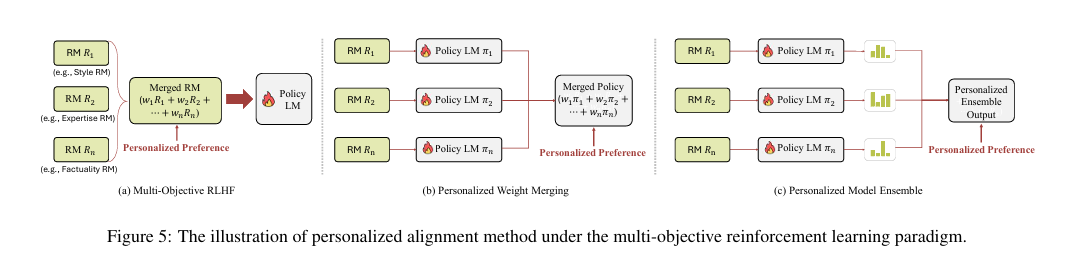 RM R₁
(e.g., Style RM)
RM R₂
(e.g., Expertise RM)
RM Rₙ
(e.g., Factuality RM)
Merged RM
(w₁R₁ + w₂R₂ +
⋯ + wₙRₙ)
Personalized Preference
Policy
LM
(a) Multi-Objective RLHF
RM R₁
Policy LM π₁
RM R₂
Policy LM π₂
RM Rₙ
Policy LM πₙ
Merged Policy
(w₁π₁ + w₂π₂ +
⋯ + wₙπₙ)
Personalized Preference
(b) Personalized Weight Merging
RM R₁
Policy LM π₁
RM R₂
Policy LM π₂
RM Rₙ
Policy LM πₙ
Personalized
Ensemble
Output
Personalized Preference
(c) Personalized Model Ensemble
Figure 5: The illustration of personalized alignment method under the multi-objective reinforcement learning paradigm.